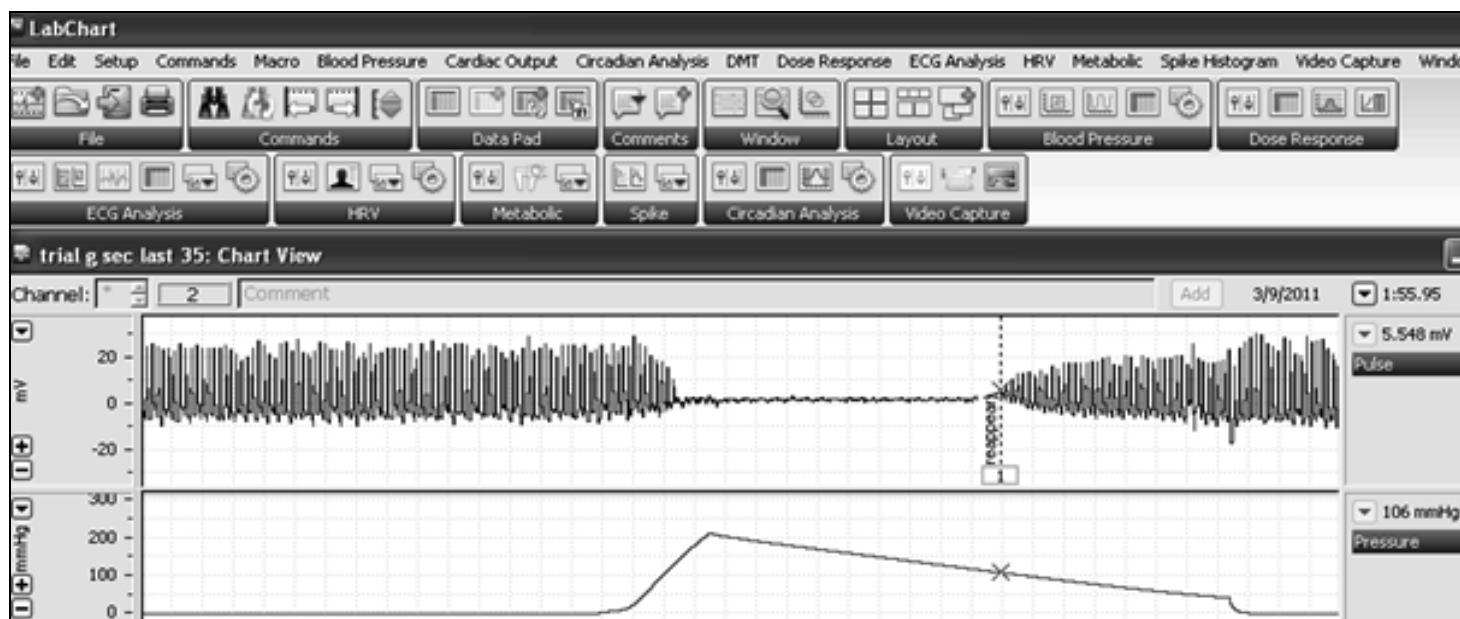 LabChart
File Edit Setup Commands Macro Blood Pressure Cardiac Output Circadian Analysis DMT Dose Response ECG Analysis HRV Metabolic Spike Histogram Video Capture Windo
File Commands Data Pad Comments Window Layout Blood Pressure Dose Response
ECG Analysis HRV Metabolic Spike Circadian Analysis Video Capture
trial g sec last 35: Chart View
Channel: * 2 Comment Add 3/9/2011 1:55.95
5.548 mV
Pulse
20
mV
0
-20
reappear
1
300
200
mmHg
100
0
106 mmHg
Pressure